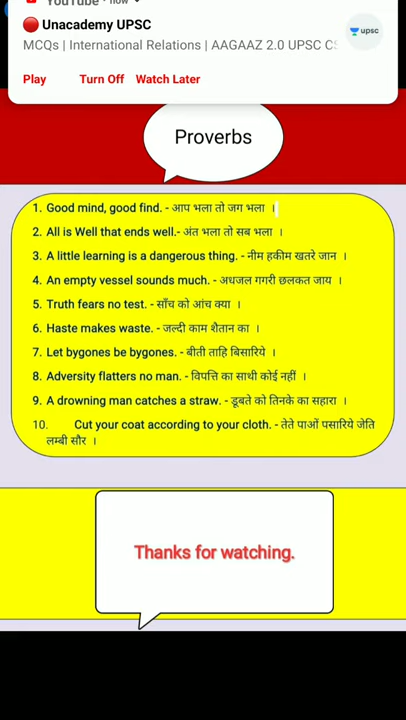 YouTube • now
Unacademy UPSC
MCQs | International Relations | AAGAAZ 2.0 UPSC CS
upsc
Play Turn Off Watch Later
Proverbs
1. Good mind, good find. - आप भला तो जग भला ।
2. All is Well that ends well.- अंत भला तो सब भला ।
3. A little learning is a dangerous thing. - नीम हकीम खतरे जान ।
4. An empty vessel sounds much. - अधजल गगरी छलकत जाय ।
5. Truth fears no test. - साँच को आंच क्या ।
6. Haste makes waste. - जल्दी काम शैतान का ।
7. Let bygones be bygones. - बीती ताहि बिसारिये ।
8. Adversity flatters no man. - विपत्ति का साथी कोई नहीं ।
9. A drowning man catches a straw. - डूबते को तिनके का सहारा ।
10. Cut your coat according to your cloth. - तेते पाओं पसारिये जेति
लम्बी सौर ।
Thanks for watching.